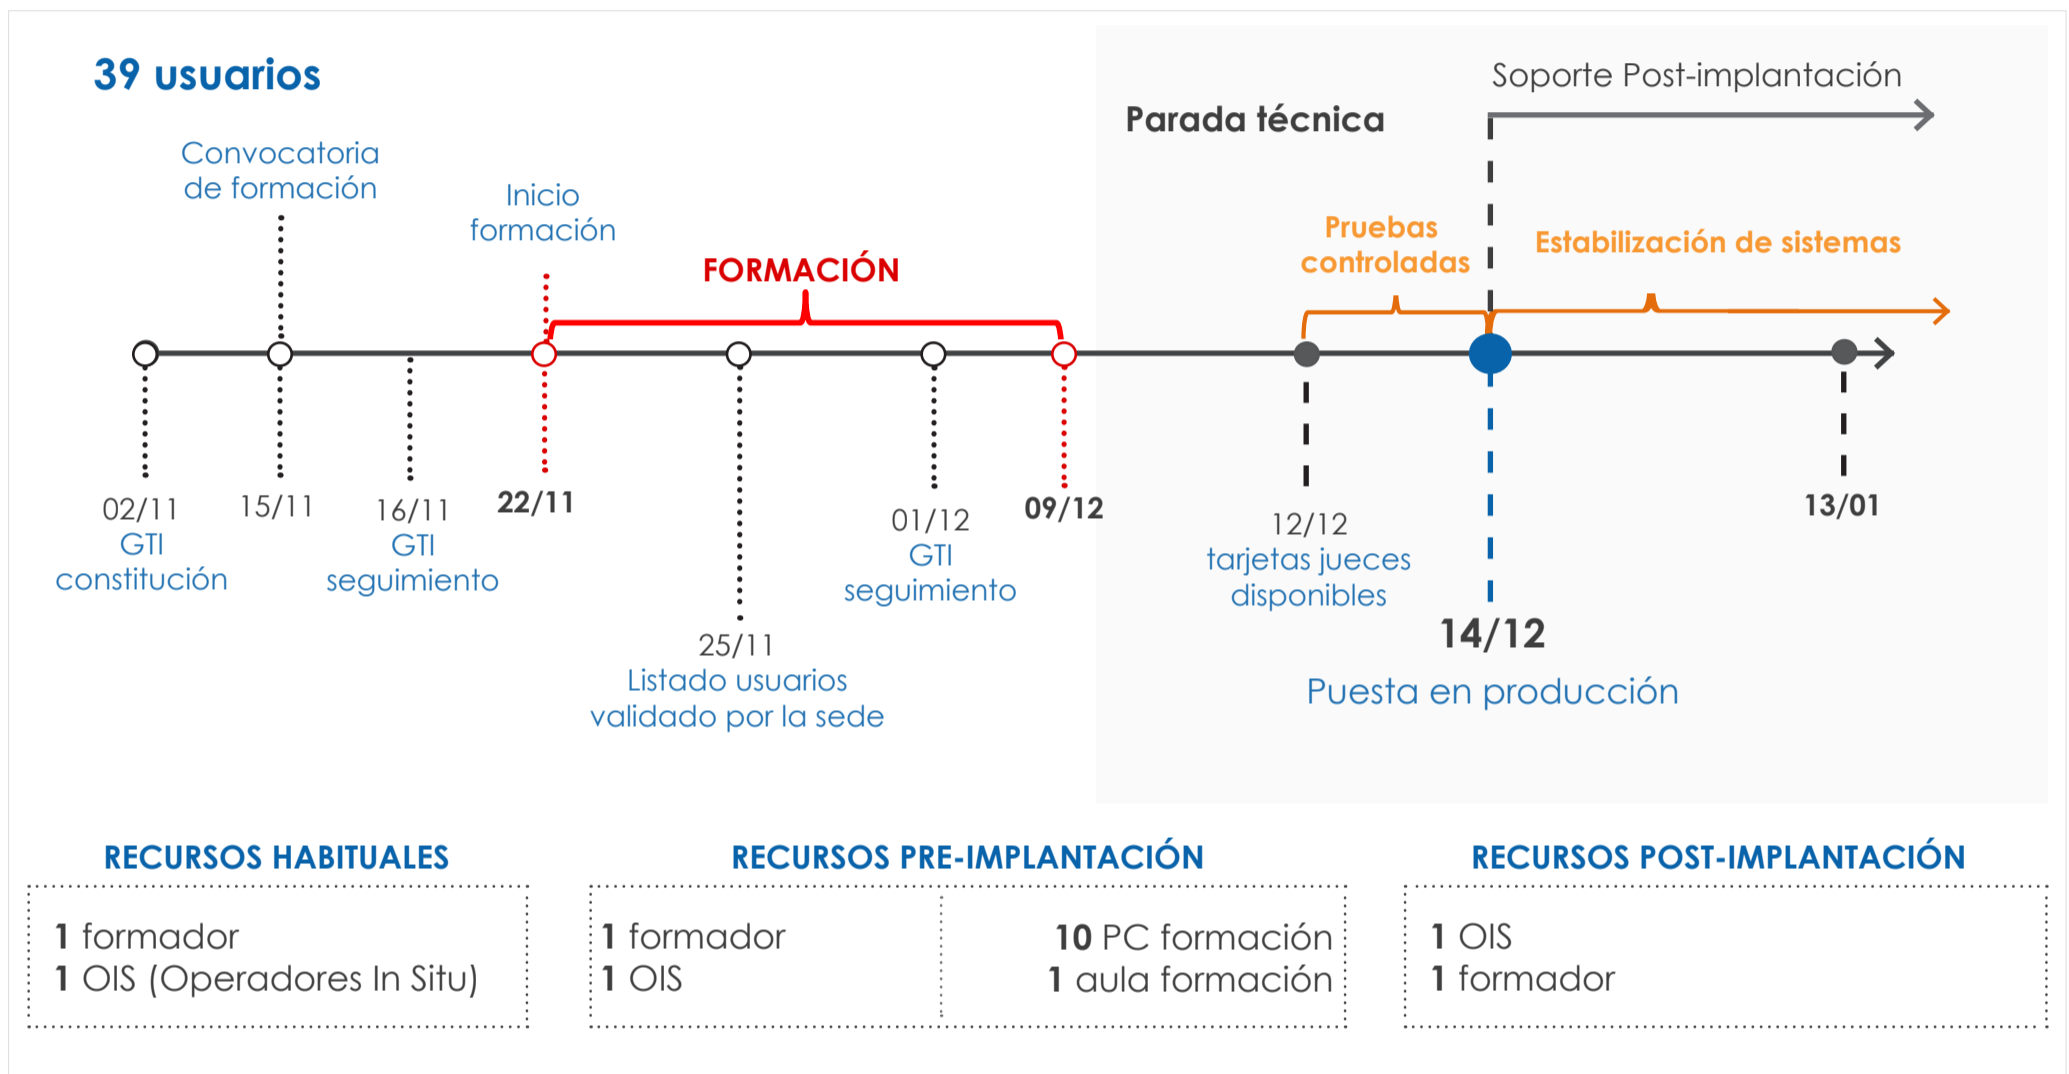 39 usuarios
Soporte Post-implantación
Parada técnica
Convocatoria
de formación
Inicio
formación
FORMACIÓN
Pruebas
controladas
Estabilización de sistemas
02/11
GTI
constitución
15/11
16/11
GTI
seguimiento
22/11
25/11
Listado usuarios
validado por la sede
01/12
GTI
seguimiento
09/12
12/12
tarjetas jueces
disponibles
14/12
Puesta en producción
13/01
RECURSOS HABITUALES
1 formador
1 OIS (Operadores In Situ)
RECURSOS PRE-IMPLANTACIÓN
1 formador
1 OIS
10 PC formación
1 aula formación
RECURSOS POST-IMPLANTACIÓN
1 OIS
1 formador